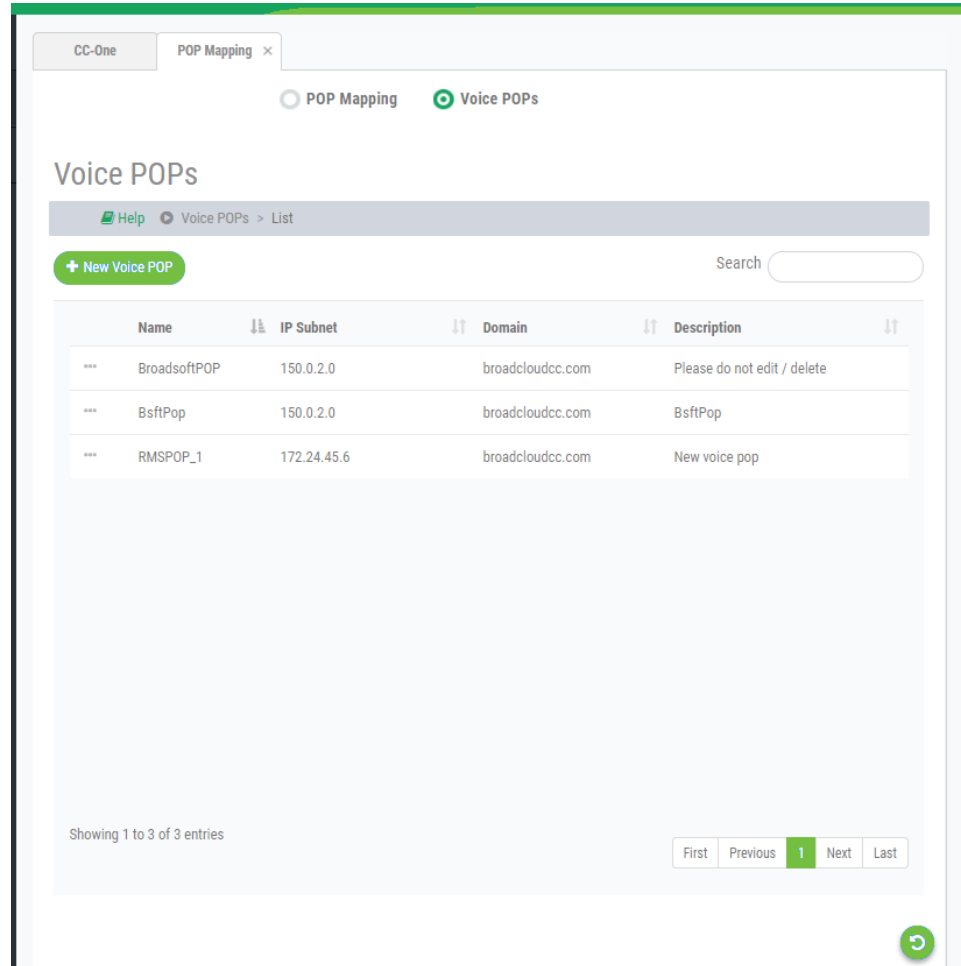 CC-One POP Mapping ×
POP Mapping Voice POPs
Voice POPs
Help Voice POPs > List
+ New Voice POP Search
Name IP Subnet Domain Description
BroadsoftPOP 150.0.2.0 broadcloudcc.com Please do not edit / delete
BsftPop 150.0.2.0 broadcloudcc.com BsftPop
RMSPOP_1 172.24.45.6 broadcloudcc.com New voice pop
Showing 1 to 3 of 3 entries
First Previous 1 Next Last